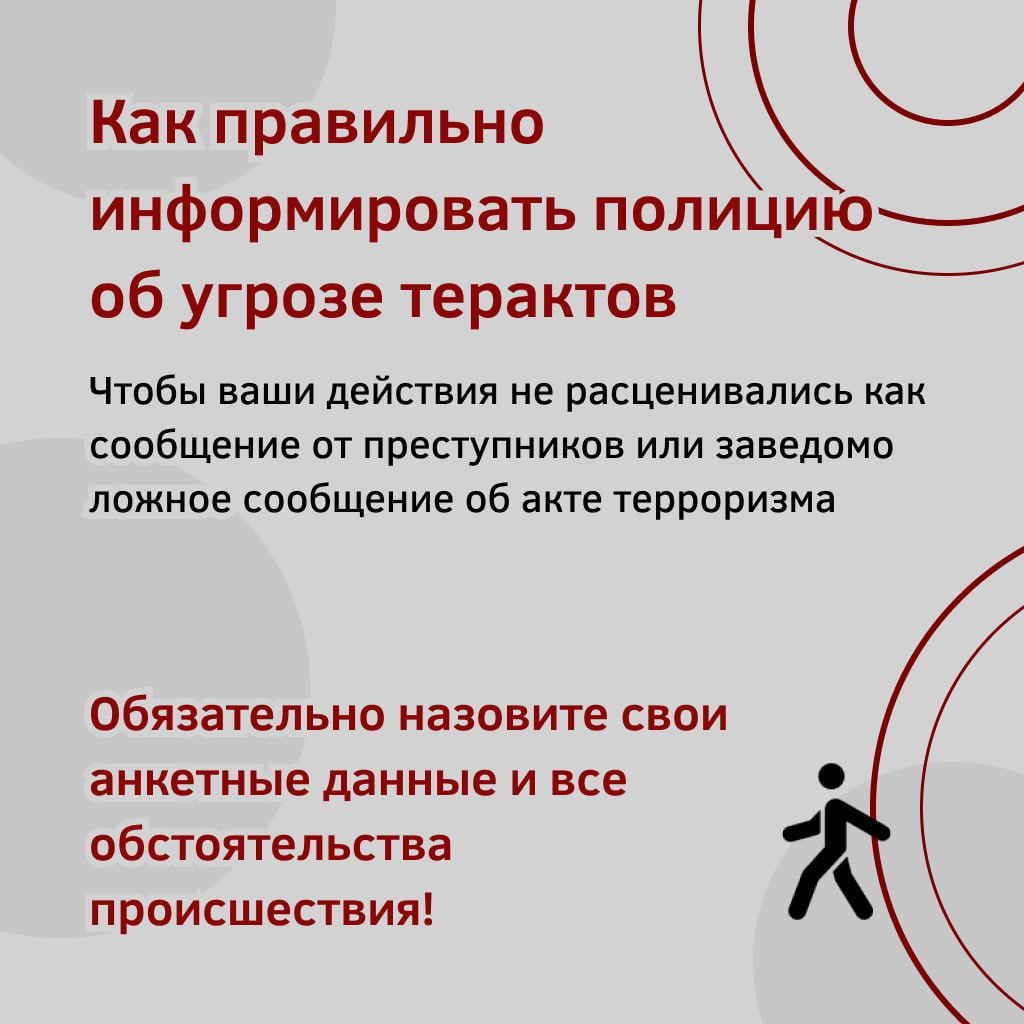 Как правильно
информировать полицию
об угрозе терактов
Чтобы ваши действия не расценивались как
сообщение от преступников или заведомо
ложное сообщение об акте терроризма
Обязательно назовите свои
анкетные данные и все
обстоятельства
происшествия!